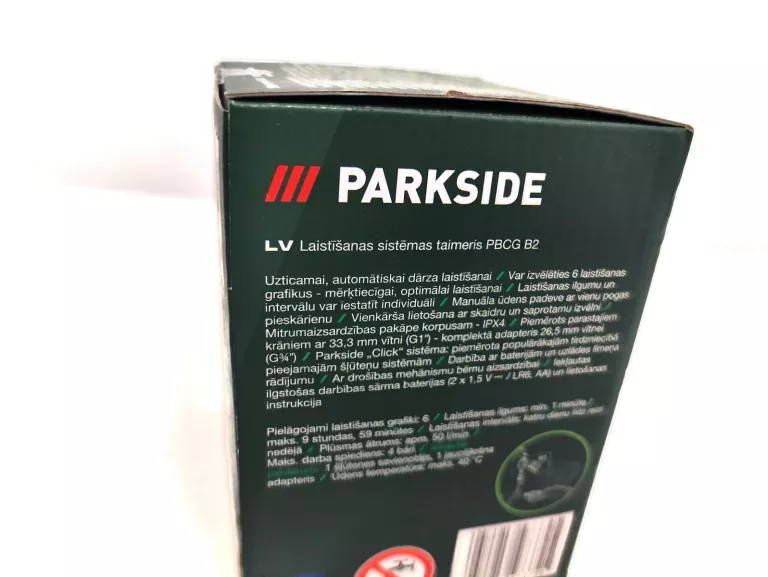 PARKSIDE
LV Laistīšanas sistēmas taimeris PBCG B2
Uzticamai, automātiskai dārza laistīšanai / Var izvēlēties 6 laistīšanas
grafikus - mērķtiecīgai, optimālai laistīšanai / Laistīšanas ilgumu un
intervālu var iestatīt individuāli / Manuāla ūdens padeve ar vienu pogas
pieskārienu / Vienkārša lietošana ar skaidru un saprotamu izvēlni /
Mitrumaizsardzības pakāpe korpusam - IPX4 / Piemērots parastajiem
krāniem ar 33,3 mm vītni (G1") - komplektā adapteris 26,5 mm vītnei
(G¾") / Parkside „Click" sistēma: piemērota populārākajām tirdzniecībā
pieejamajām šļūteņu sistēmām / Darbība ar baterijām un uzlādes līmeņa
rādījumu / Ar drošības mehānismu bērnu aizsardzībai / Iekļautas
ilgstošas darbības sārma baterijas (2 x 1,5 V⎓ / LR6, AA) un lietošanas
instrukcija
Pielāgojami laistīšanas grafiki: 6 / Laistīšanas ilgums: min. 1 minūte /
maks. 9 stundas, 59 minūtes / Laistīšanas intervāls: katru dienu līdz reizi
nedēļā / Plūsmas ātrums: apm. 50 l/min /
Maks. darba spiediens: 4 bāri /
1 šļūtenes savienotājs, 1 jaucējkrāna
adapteris / Ūdens temperatūra: maks. 40 °C